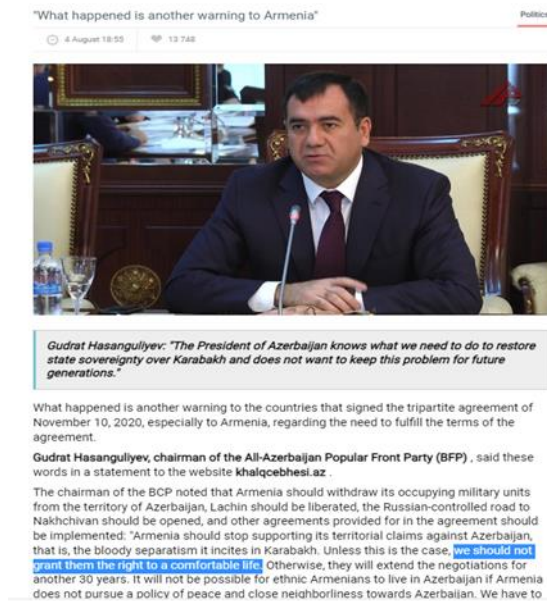 "What happened is another warning to Armenia"
Politics
4 August 18:55 13 748
Gudrat Hasanguliyev: "The President of Azerbaijan knows what we need to do to restore
state sovereignty over Karabakh and does not want to keep this problem for future
generations."
What happened is another warning to the countries that signed the tripartite agreement of
November 10, 2020, especially to Armenia, regarding the need to fulfill the terms of the
agreement.
Gudrat Hasanguliyev, chairman of the All-Azerbaijan Popular Front Party (BFP) , said these
words in a statement to the website khalqcebhesi.az .
The chairman of the BCP noted that Armenia should withdraw its occupying military units
from the territory of Azerbaijan, Lachin should be liberated, the Russian-controlled road to
Nakhchivan should be opened, and other agreements provided for in the agreement should
be implemented: "Armenia should stop supporting its territorial claims against Azerbaijan,
that is, the bloody separatism it incites in Karabakh. Unless this is the case, we should not
grant them the right to a comfortable life. Otherwise, they will extend the negotiations for
another 30 years. It will not be possible for ethnic Armenians to live in Azerbaijan if Armenia
does not pursue a policy of peace and close neighborliness towards Azerbaijan. We have to